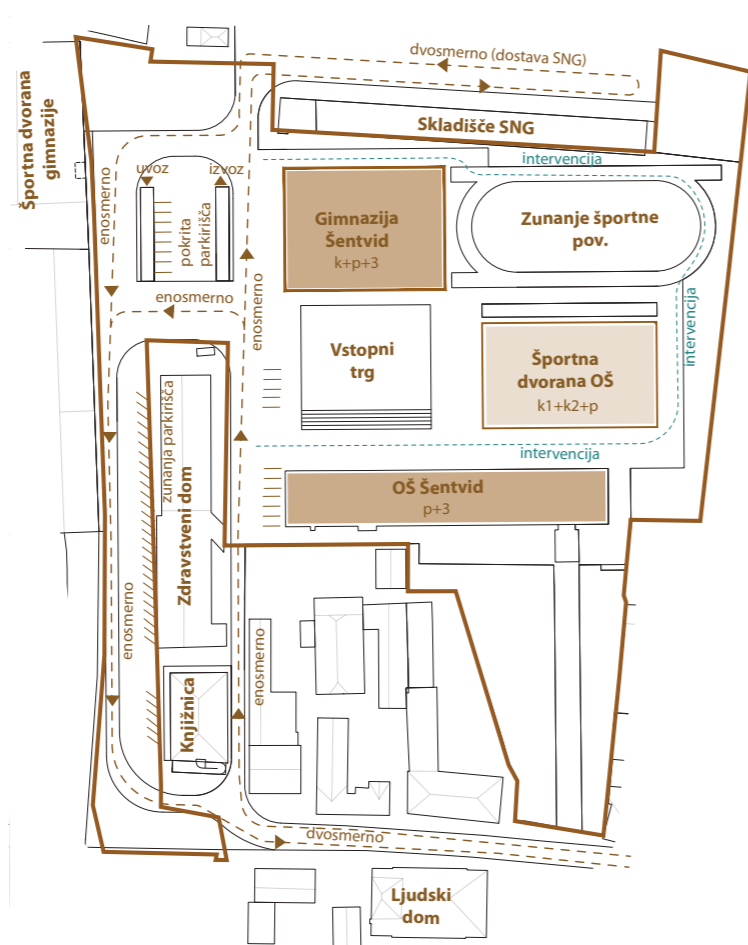 dvosmerno (dostava SNG)
Športna dvorana
gimnazije
Skladišče SNG
intervencija
uvoz
izvoz
enosmerno
pokrita
parkirišča
Gimnazija
Šentvid
k+p+3
Zunanje športne
pov.
enosmerno
enosmerno
intervencija
Vstopni
trg
Športna
dvorana OŠ
k1+k2+p
zunanja parkirišča
Zdravstveni dom
intervencija
OŠ Šentvid
p+3
enosmerno
enosmerno
Knjižnica
dvosmerno
Ljudski
dom